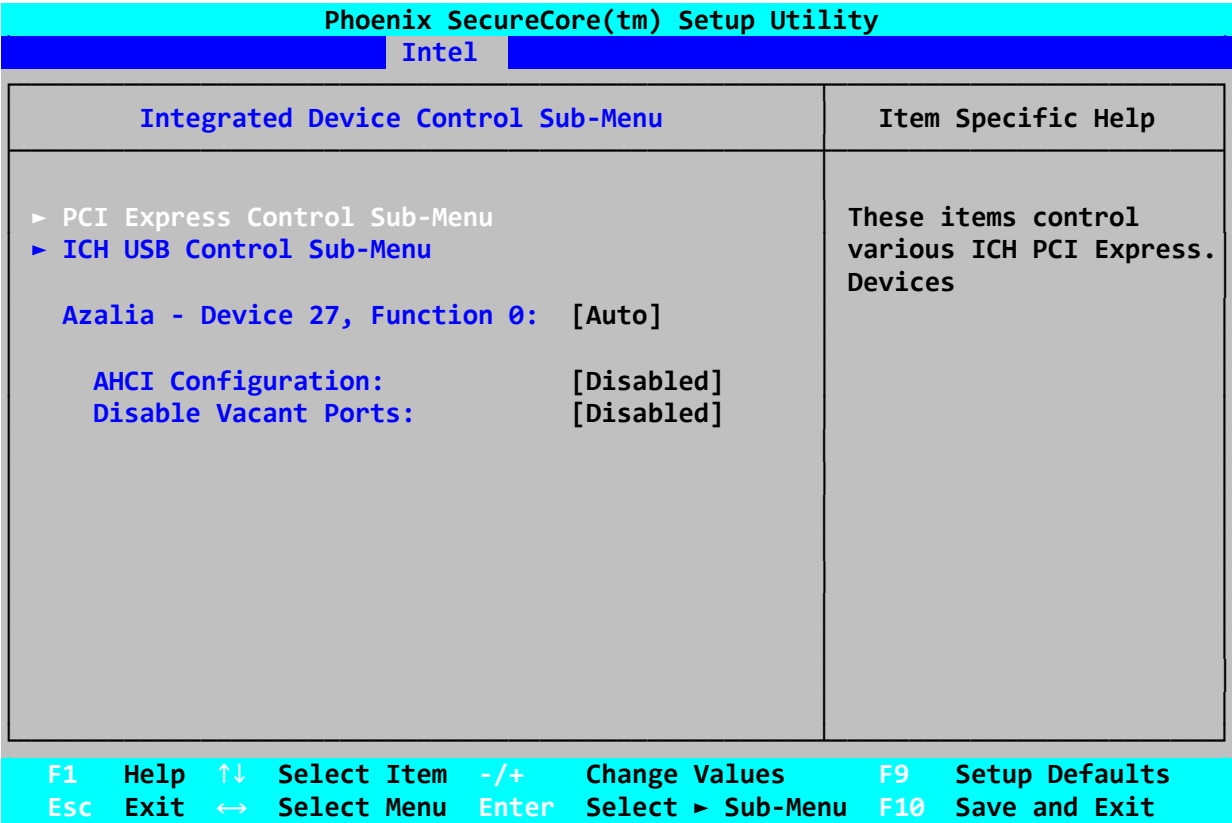 Phoenix SecureCore(tm) Setup Utility
Intel
Integrated Device Control Sub-Menu
Item Specific Help
► PCI Express Control Sub-Menu
► ICH USB Control Sub-Menu
Azalia - Device 27, Function 0: [Auto]
AHCI Configuration: [Disabled]
Disable Vacant Ports: [Disabled]
These items control
various ICH PCI Express.
Devices
F1 Help ↑↓ Select Item -/+ Change Values F9 Setup Defaults
Esc Exit ↔ Select Menu Enter Select ► Sub-Menu F10 Save and Exit